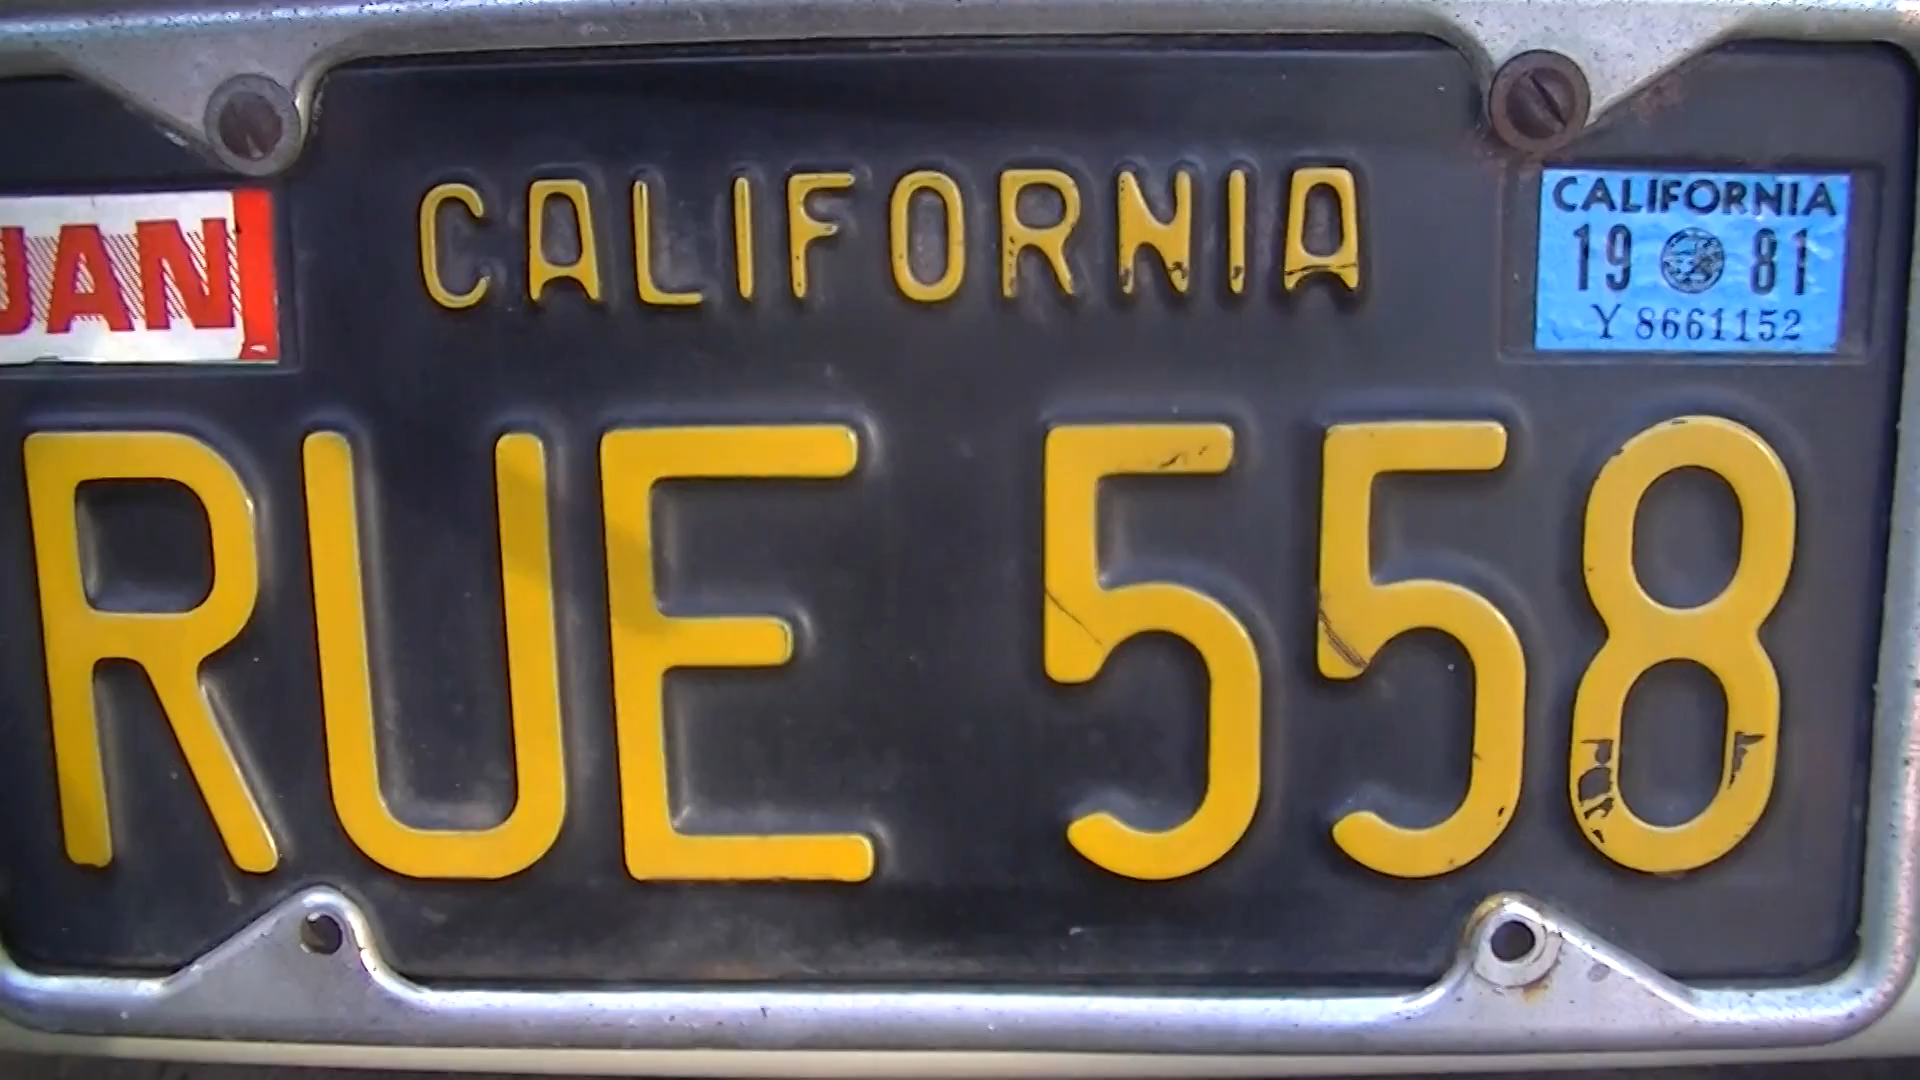 CALIFORNIA
JAN
CALIFORNIA
19 81
Y 8661152
RUE 558